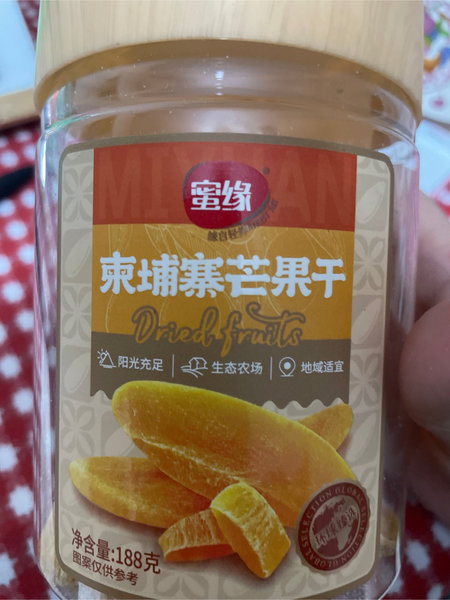 MIYUAN
蜜缘
柬埔寨芒果干
Dried fruits
阳光充足 | 生态农场 | 地域适宜
净含量:188克
图案仅供参考